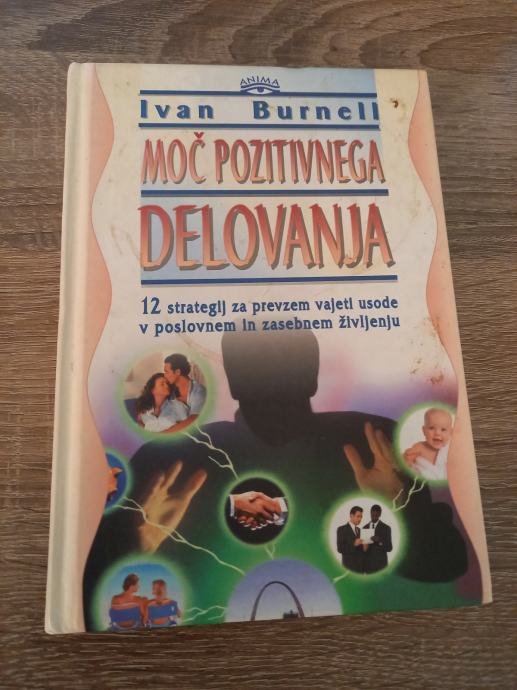 ANIMA
Ivan Burnell
MOČ POZITIVNEGA
DELOVANJA
12 strategij za prevzem vajeti usode
v poslovnem in zasebnem življenju